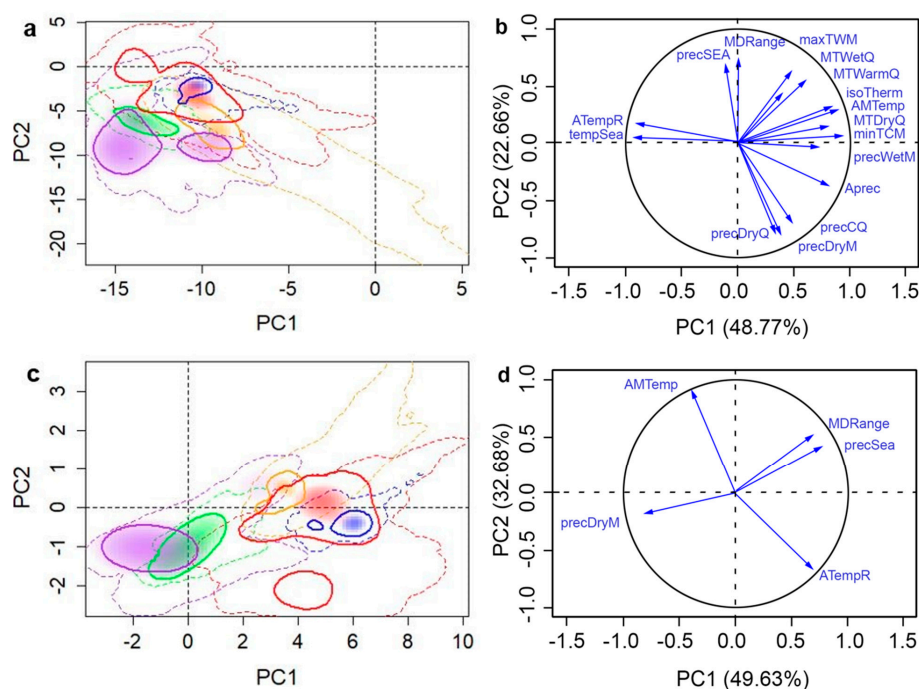 a
5
0
-5
-10
-15
-20
PC2
-15
-10
-5
0
5
PC1
b
1.0
0.5
0.0
-0.5
-1.0
PC2 (22.66%)
MDRange
maxTWM
precSEA
MTWetQ
MTWarmQ
isoTherm
AMTemp
ATempR
MTDryQ
tempSea
minTCM
precWetM
Aprec
precCQ
precDryQ
precDryM
-1.5
-1.0
-0.5
0.0
0.5
1.0
1.5
PC1 (48.77%)
c
3
2
1
0
-1
-2
PC2
-2
0
2
4
6
8
10
PC1
d
1.0
0.5
0.0
-0.5
-1.0
PC2 (32.68%)
AMTemp
MDRange
precSea
precDryM
ATempR
-1.5
-1.0
-0.5
0.0
0.5
1.0
1.5
PC1 (49.63%)